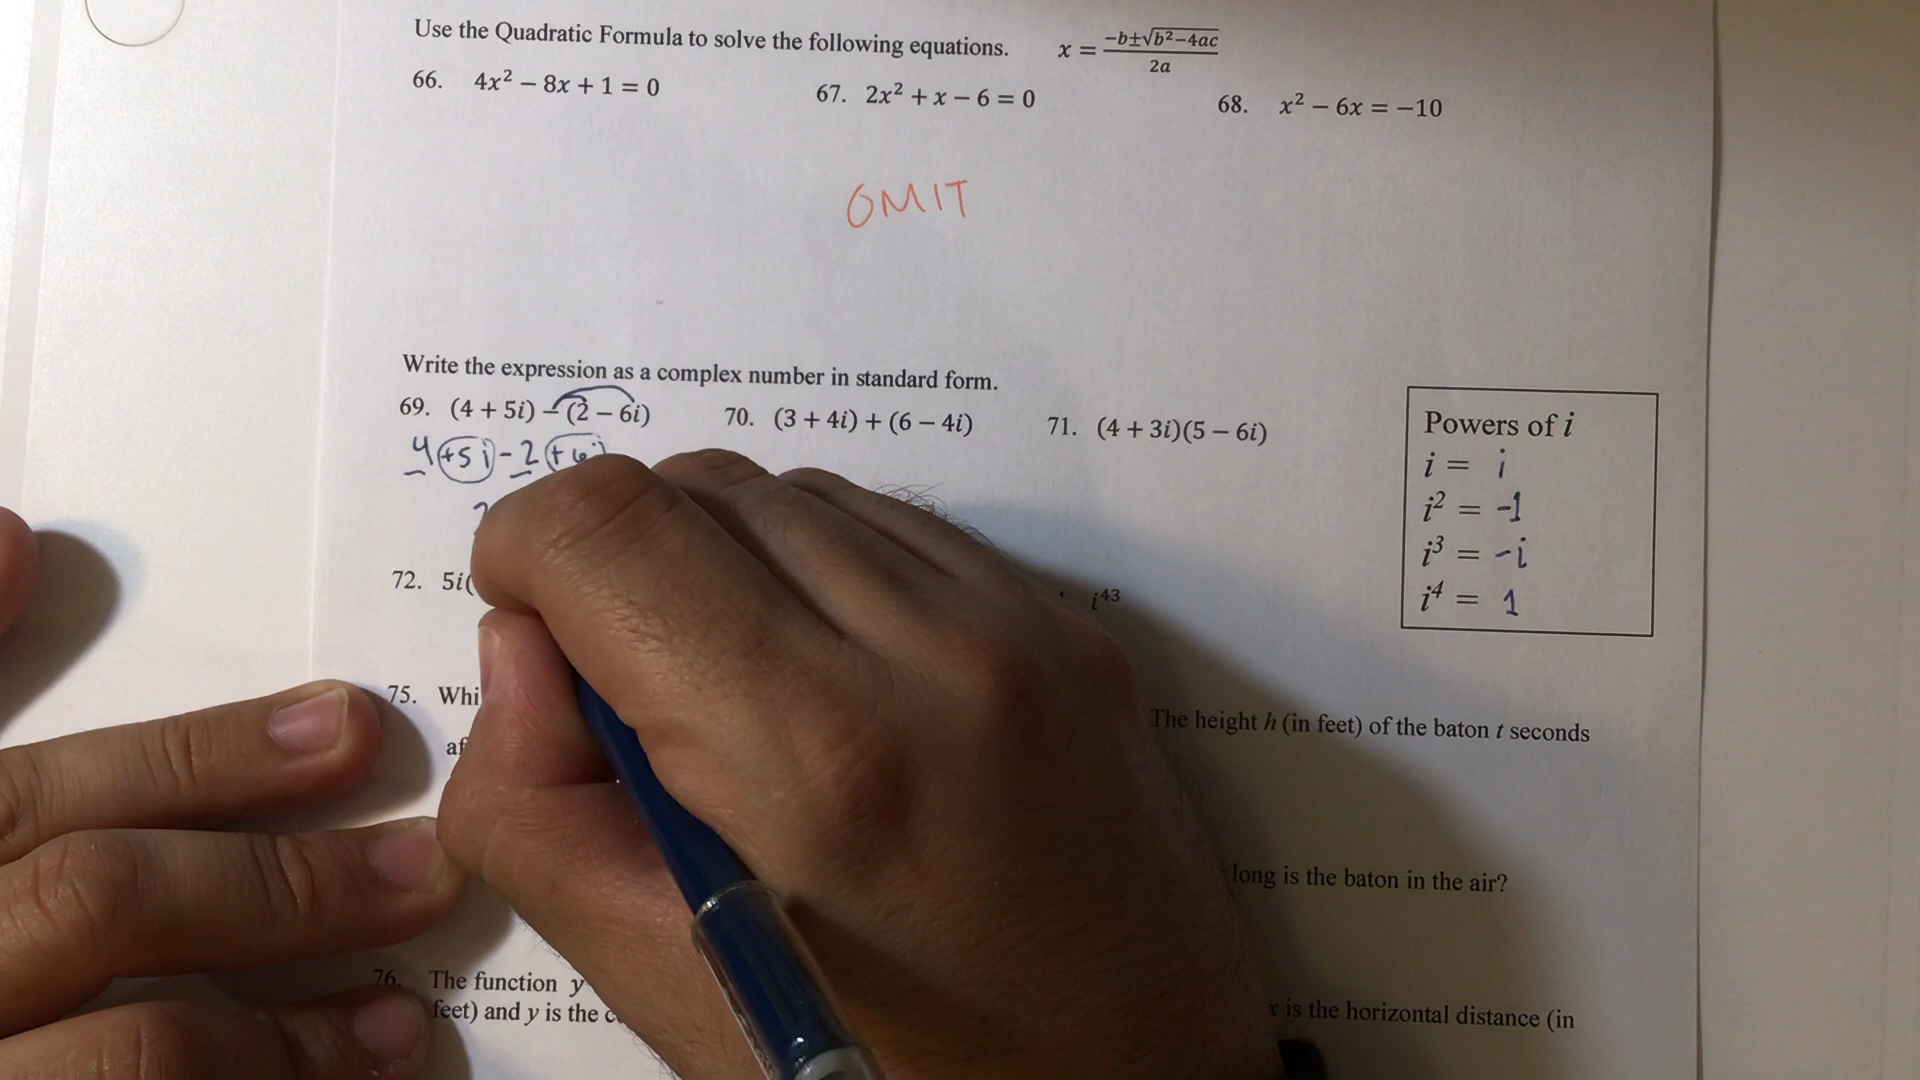 Use the Quadratic Formula to solve the following equations. x = −b±√b²−4ac / 2a
66. 4x² − 8x + 1 = 0 67. 2x² + x − 6 = 0 68. x² − 6x = −10
OMIT
Write the expression as a complex number in standard form.
69. (4 + 5i) − (2 − 6i) 70. (3 + 4i) + (6 − 4i) 71. (4 + 3i)(5 − 6i)
4 +5i - 2 +6i
2
Powers of i
i = i
i² = -1
i³ = -i
i⁴ = 1
72. 5i( i⁴³
75. Whi The height h (in feet) of the baton t seconds
af
long is the baton in the air?
76. The function y x is the horizontal distance (in
feet) and y is the